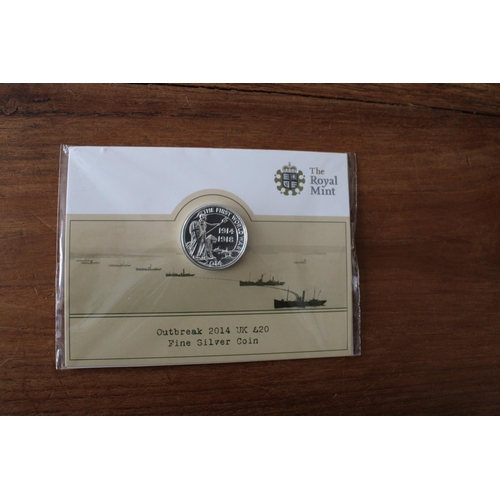 The
Royal
Mint
THE FIRST WORLD WAR
1914
1918
Outbreak 2014 UK £20
Fine Silver Coin